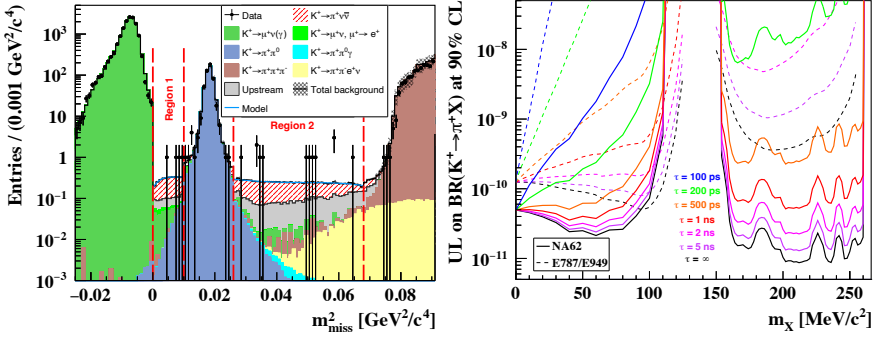 Entries / (0.001 GeV²/c⁴)
10³
10²
10
1
10⁻¹
10⁻²
10⁻³
−0.02 0 0.02 0.04 0.06 0.08
m²miss [GeV²/c⁴]
Region 1
Region 2
Data
K⁺→π⁺νν̄
K⁺→μ⁺ν(γ)
K⁺→μ⁺ν, μ⁺→ e⁺
K⁺→π⁺π⁰
K⁺→π⁺π⁰γ
K⁺→π⁺π⁺π⁻
K⁺→π⁺π⁻e⁺ν
Upstream
Total background
Model
UL on BR(K⁺→π⁺X) at 90% CL
10⁻⁸
10⁻⁹
10⁻¹⁰
10⁻¹¹
0 50 100 150 200 250
m_X [MeV/c²]
τ = 100 ps
τ = 200 ps
τ = 500 ps
τ = 1 ns
τ = 2 ns
τ = 5 ns
τ = ∞
NA62
E787/E949